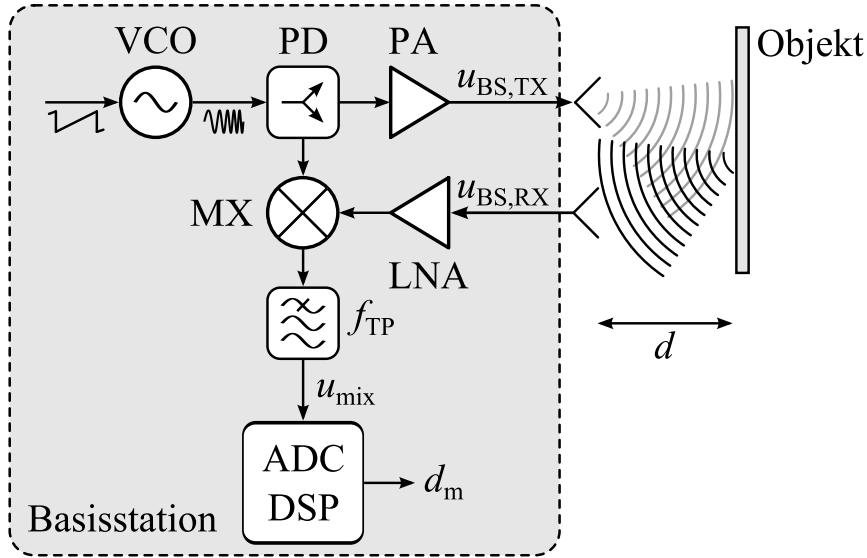 VCO
PD
PA
u_BS,TX
Objekt
MX
u_BS,RX
LNA
f_TP
d
u_mix
ADC
DSP
d_m
Basisstation